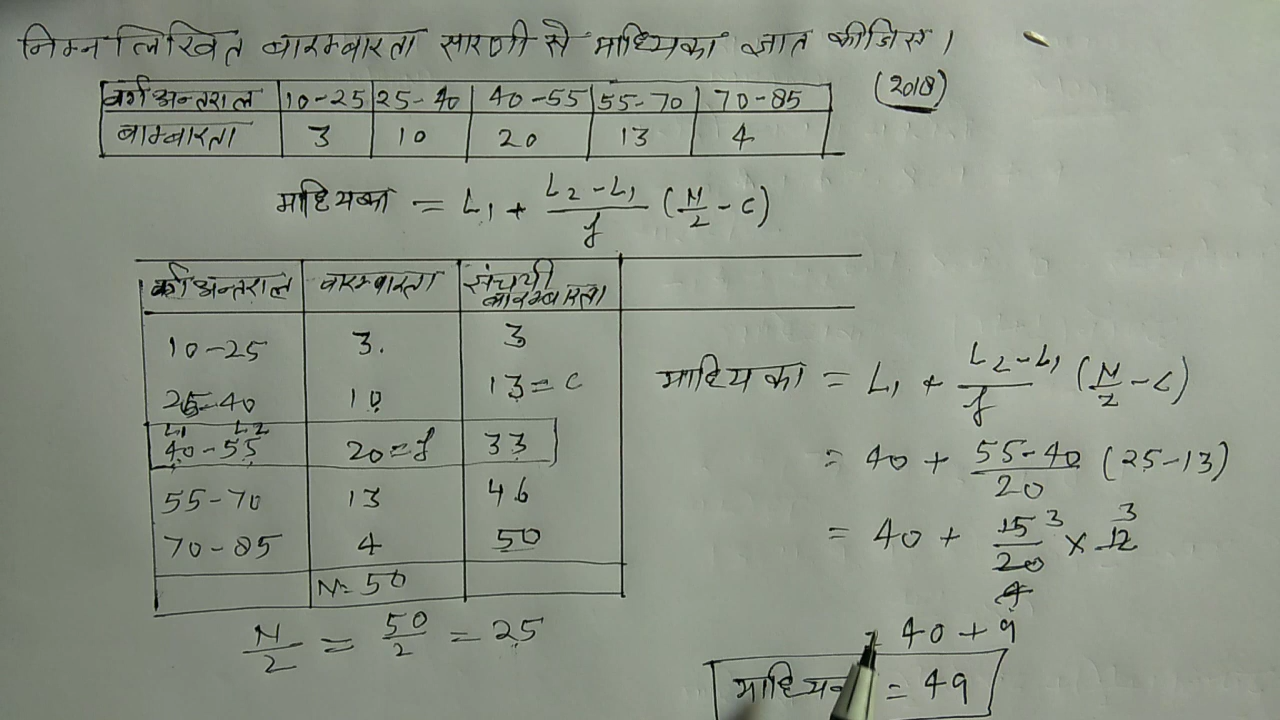 निम्नलिखित बारम्बारता सारणी से माध्यिका ज्ञात कीजिए।
(2018)
वर्ग अन्तराल 10-25 25-40 40-55 55-70 70-85
बाम्बारता 3 10 20 13 4
माध्यिका = L₁ + (L₂-L₁)/f (N/2 - C)
वर्ग अन्तराल बारम्बारता संचयी बारम्बारता
10-25 3. 3
25-40 10 13 = C
L₁ L₂
40-55 20 = f 33
55-70 13 46
70-85 4 50
N= 50
N/2 = 50/2 = 25
माध्यिका = L₁ + (L₂-L₁)/f (N/2 - C)
= 40 + (55-40)/20 (25-13)
= 40 + 15/20 × 12
3 3
4
= 40 + 9
= 49